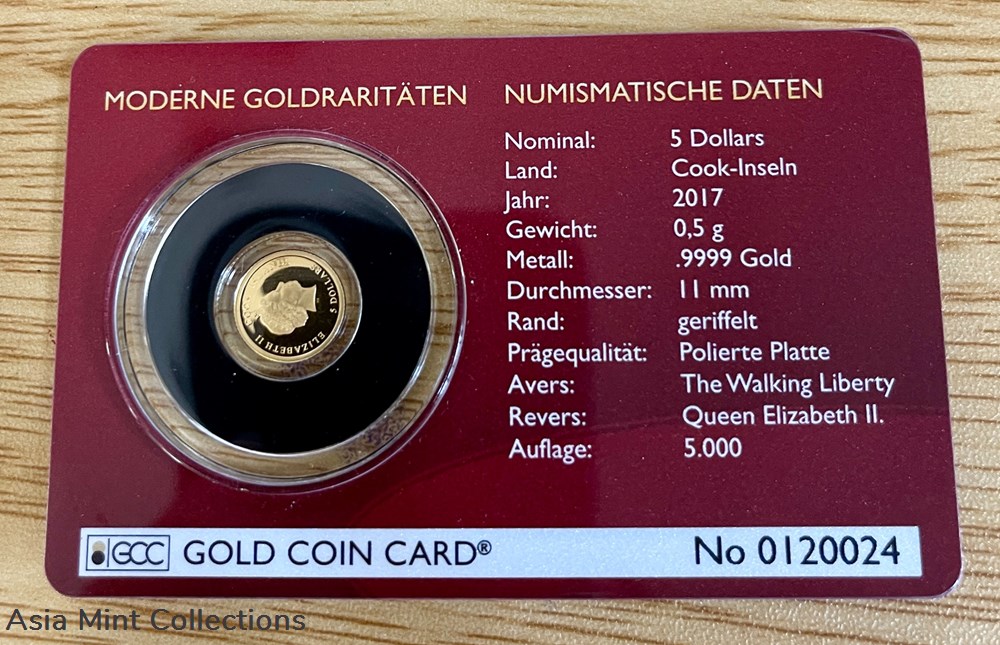 MODERNE GOLDRARITÄTEN
ELIZABETH II
5 DOLLARS
NUMISMATISCHE DATEN
Nominal: 5 Dollars
Land: Cook-Inseln
Jahr: 2017
Gewicht: 0,5 g
Metall: .9999 Gold
Durchmesser: 11 mm
Rand: geriffelt
Prägequalität: Polierte Platte
Avers: The Walking Liberty
Revers: Queen Elizabeth II.
Auflage: 5.000
GCC GOLD COIN CARD® No 0120024
Asia Mint Collections